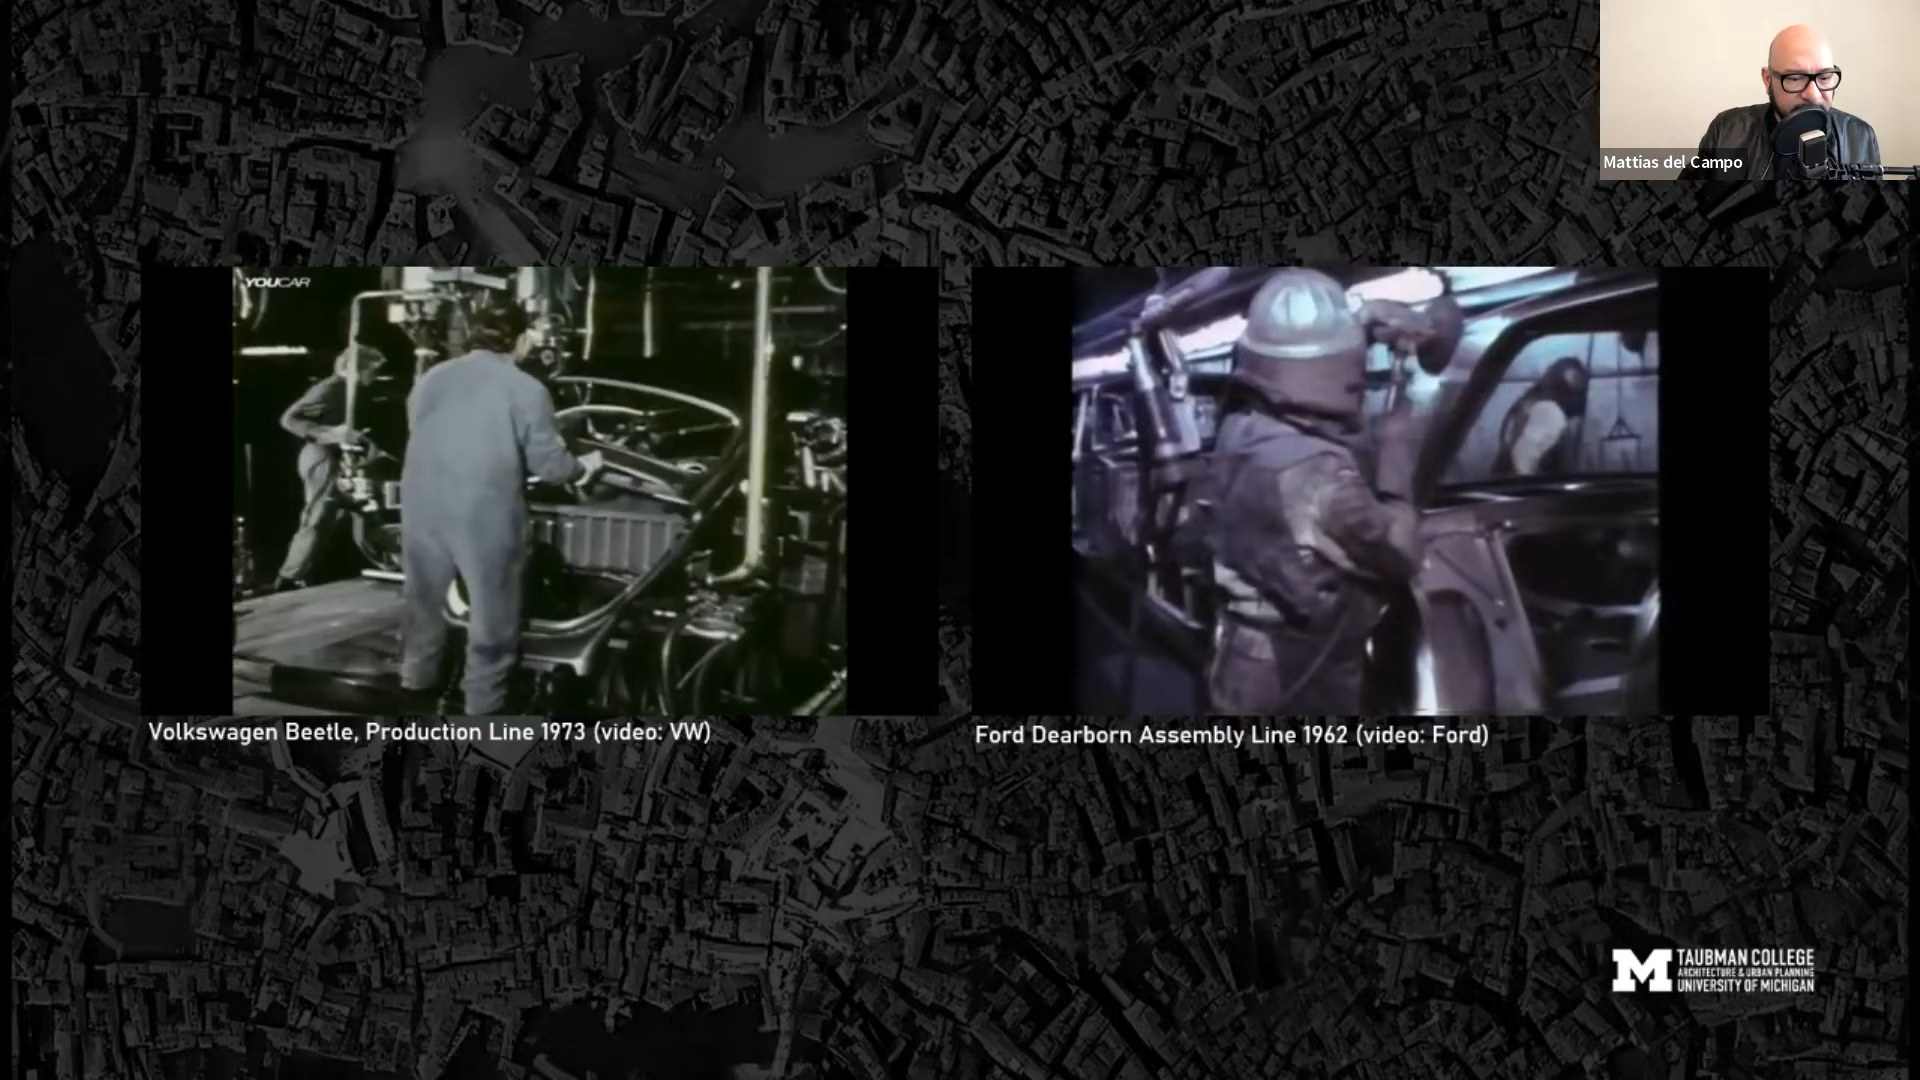 Mattias del Campo
YOUCAR
Volkswagen Beetle, Production Line 1973 (video: VW)
Ford Dearborn Assembly Line 1962 (video: Ford)
M TAUBMAN COLLEGE
ARCHITECTURE & URBAN PLANNING
UNIVERSITY OF MICHIGAN